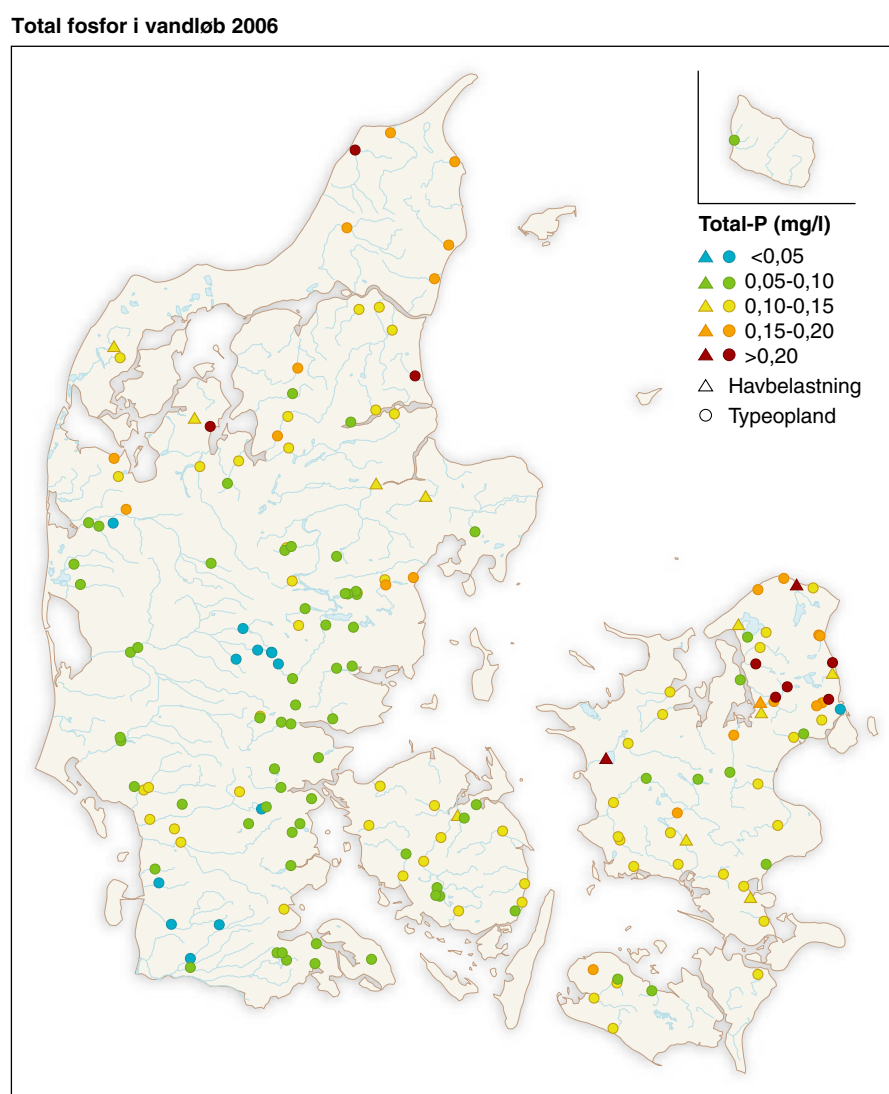 Total fosfor i vandløb 2006
Total-P (mg/l)
<0,05
0,05-0,10
0,10-0,15
0,15-0,20
>0,20
Havbelastning
Typeopland